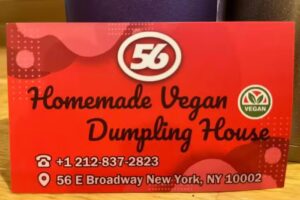 56
Homemade Vegan
VEGAN
Dumpling House
+1 212-837-2823
56 E Broadway New York, NY 10002